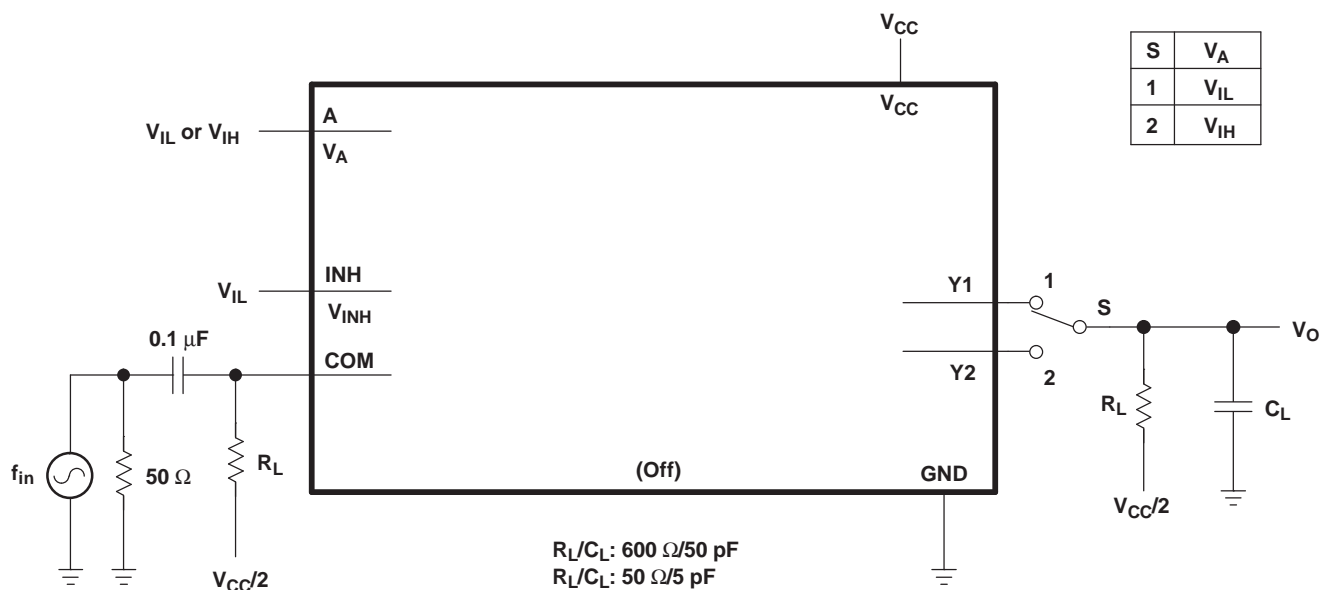 VCC
S VA
1 VIL
2 VIH
VCC
A
VIL or VIH
VA
INH
VIL
VINH
Y1
1
S
VO
0.1 μF
COM
Y2
2
RL
CL
fin
50 Ω
RL
(Off)
GND
VCC/2
VCC/2
RL/CL: 600 Ω/50 pF
RL/CL: 50 Ω/5 pF